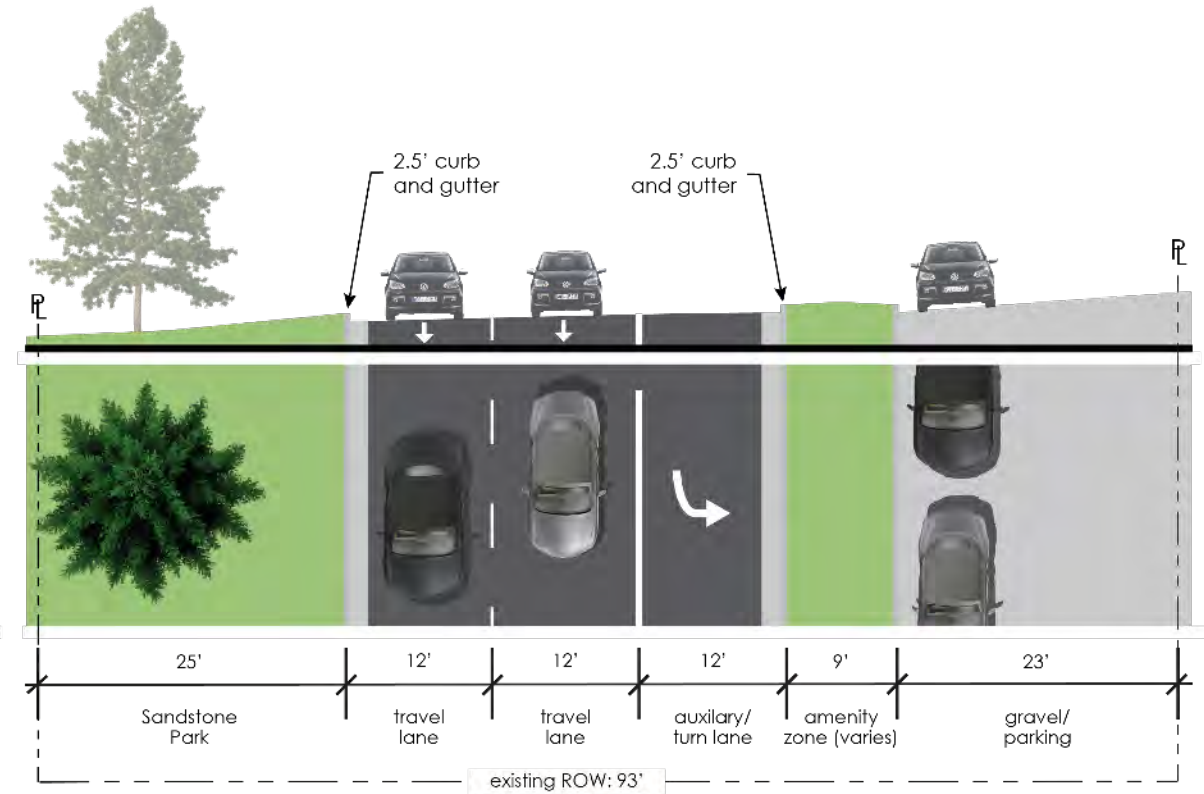 2.5' curb
and gutter
2.5' curb
and gutter
PL
PL
25'
12'
12'
12'
9'
23'
Sandstone
Park
travel
lane
travel
lane
auxilary/
turn lane
amenity
zone (varies)
gravel/
parking
existing ROW: 93'